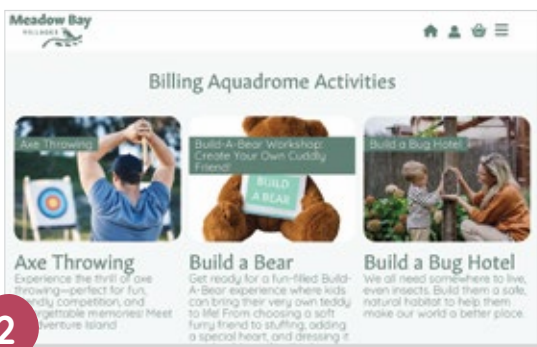 Meadow Bay
VILLAGES
Billing Aquadrome Activities
Axe Throwing
Build-A-Bear Workshop:
Create Your Own Cuddly
Friend!
BUILD
A BEAR
Build a Bug Hotel
Axe Throwing
Experience the thrill of axe
throwing—perfect for fun,
friendly competition, and
memories! Meet
Island
Build a Bear
Get ready for a fun-filled Build-
A-Bear experience where kids
can bring their very own teddy
to life! From choosing a soft
furry friend to stuffing, adding
a special heart, and dressing it
Build a Bug Hotel
We all need somewhere to live,
even insects. Build them a safe,
natural habitat to help them
make our world a better place.
2